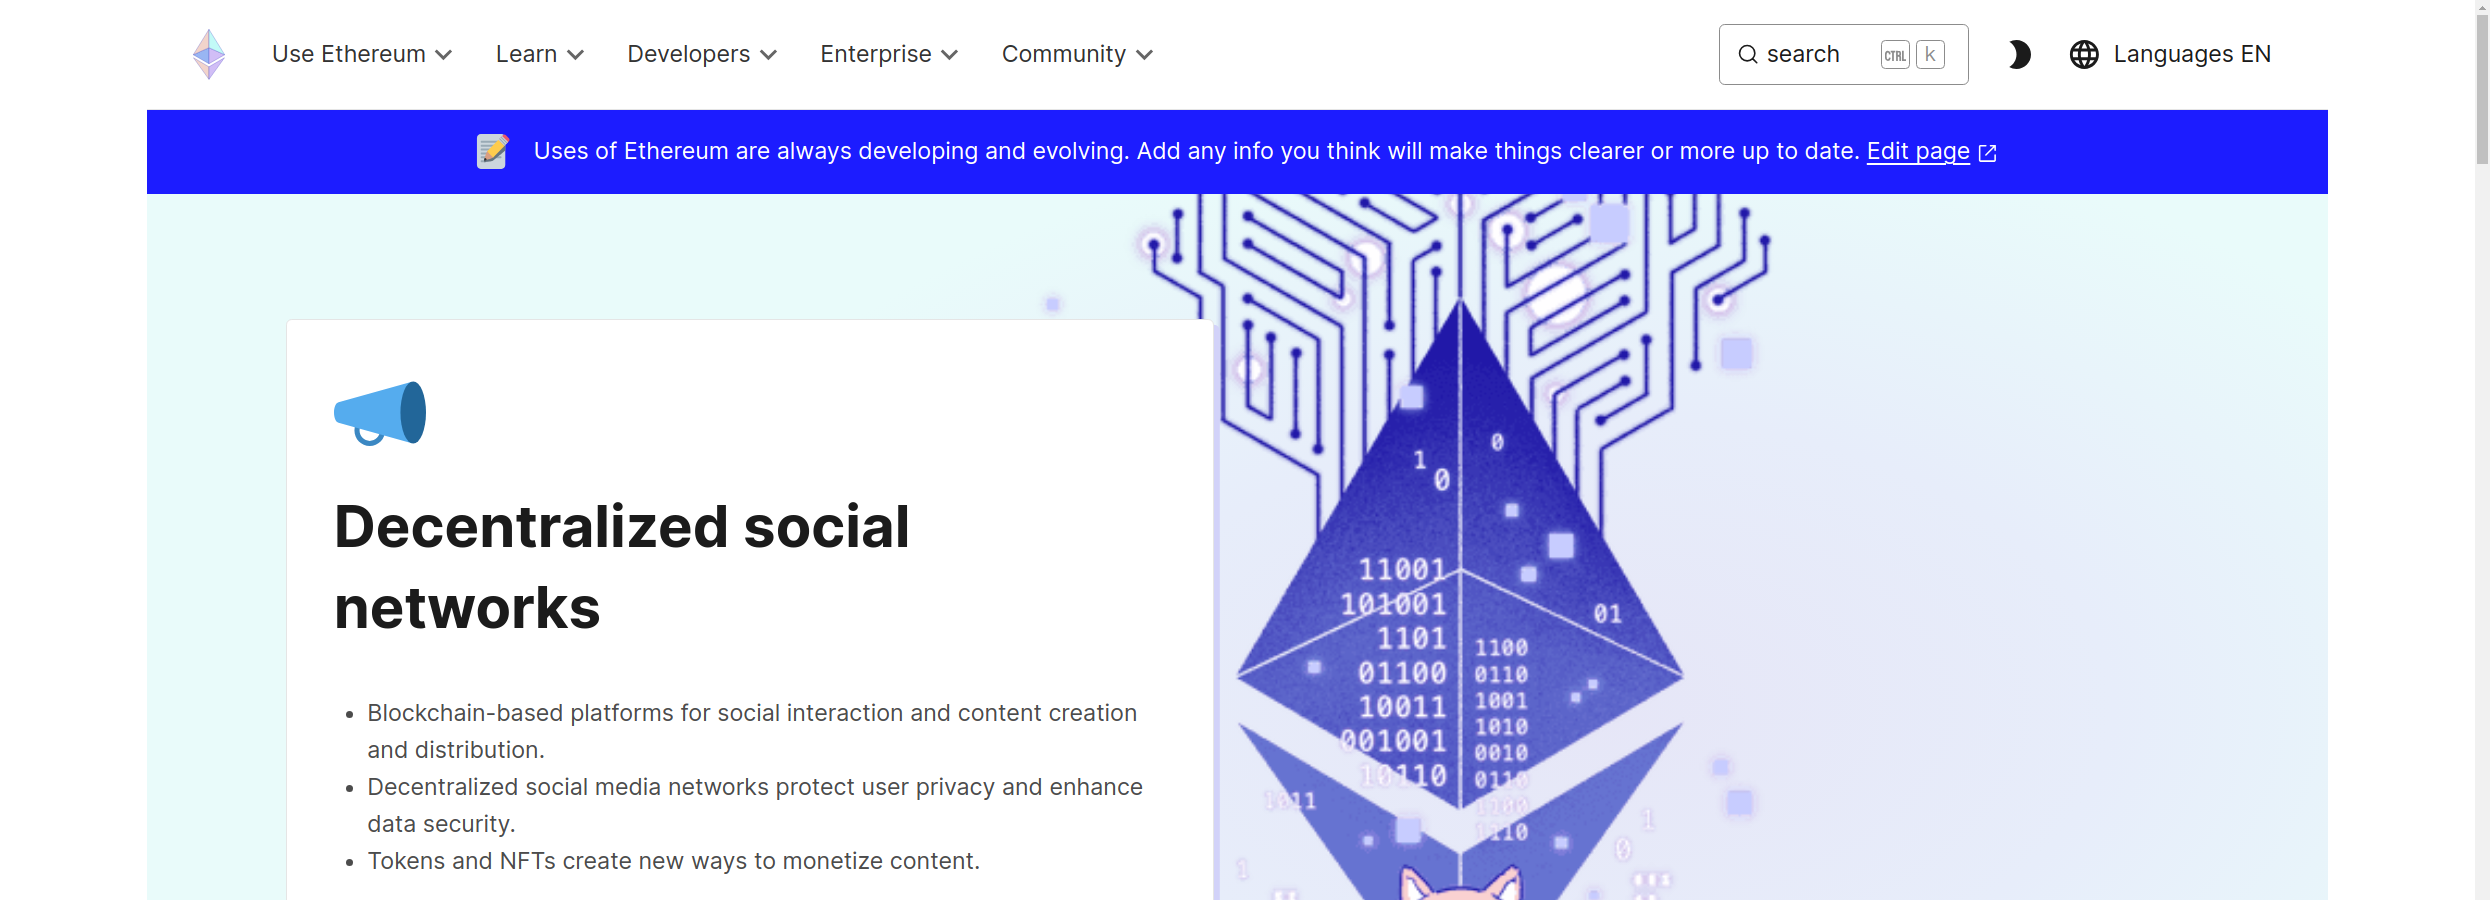 Use Ethereum Learn Developers Enterprise Community search CTRL k Languages EN
Uses of Ethereum are always developing and evolving. Add any info you think will make things clearer or more up to date. Edit page
Decentralized social
networks
Blockchain-based platforms for social interaction and content creation
and distribution.
Decentralized social media networks protect user privacy and enhance
data security.
Tokens and NFTs create new ways to monetize content.
0
1
0
11001
101001
01
1101
1100
01100
0110
10011
1001
1010
001001
0010
10110
0110
1011
1100
1110
1
0
1